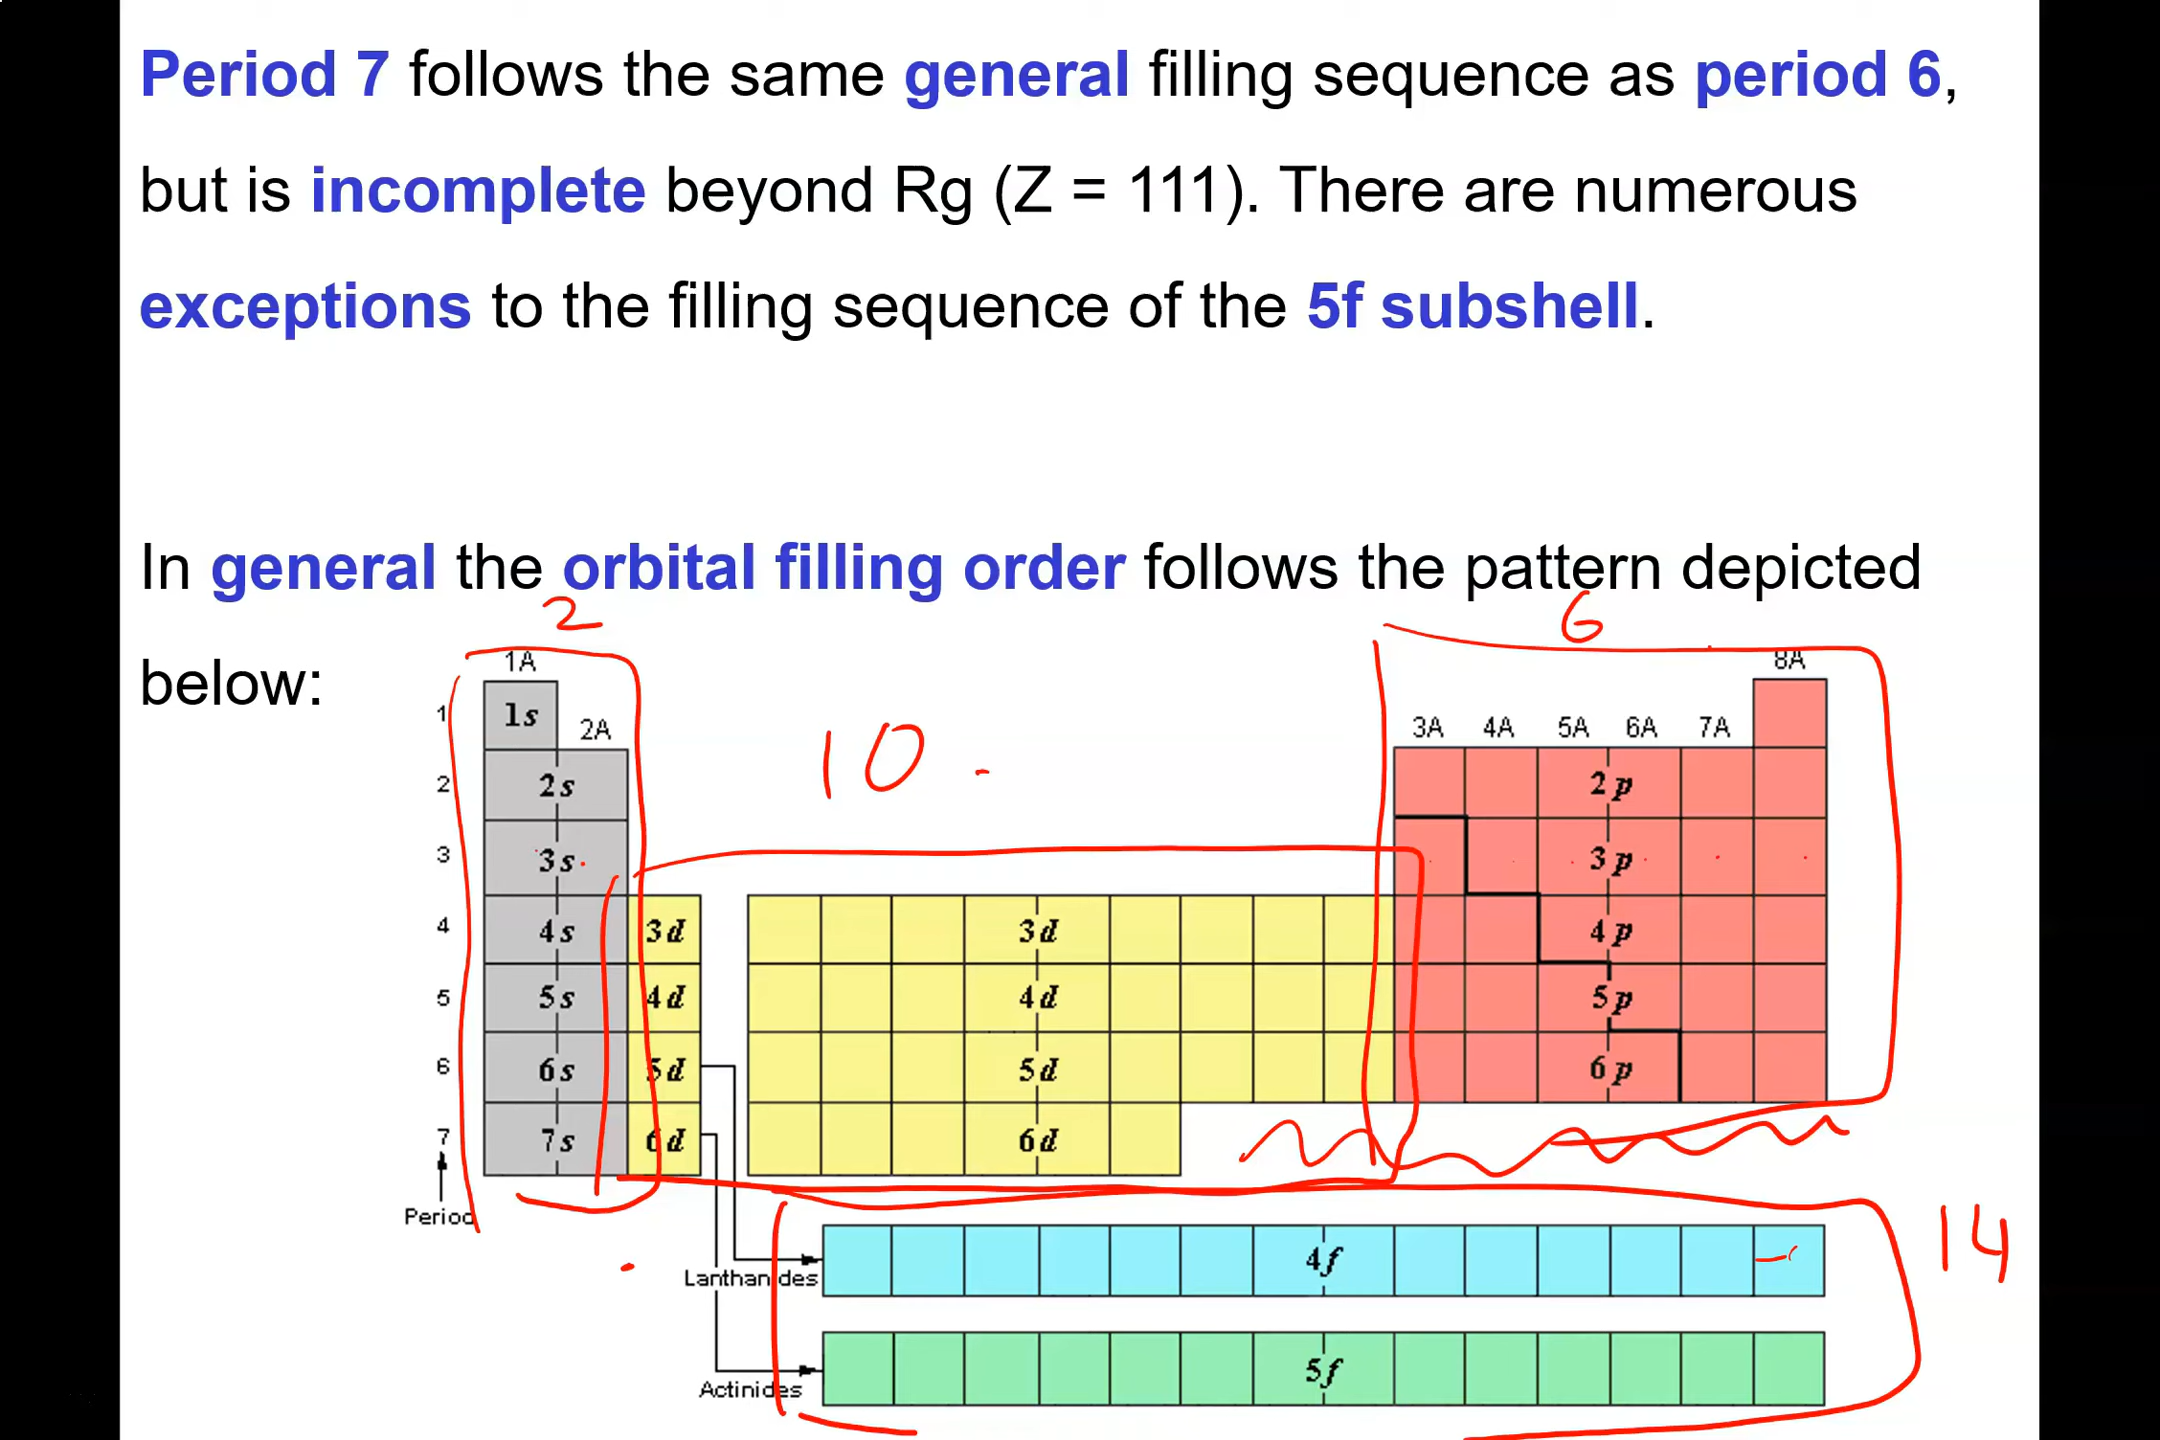 Period 7 follows the same general filling sequence as period 6,
but is incomplete beyond Rg (Z = 111). There are numerous
exceptions to the filling sequence of the 5f subshell.
In general the orbital filling order follows the pattern depicted
below:
2
6
10
14
1A
8A
2A
3A 4A 5A 6A 7A
1 1s
2 2s 2p
3 3s 3p
4 4s 3d 3d 4p
5 5s 4d 4d 5p
6 6s 5d 5d 6p
7 7s 6d 6d
Period
Lanthanides 4f
Actinides 5f